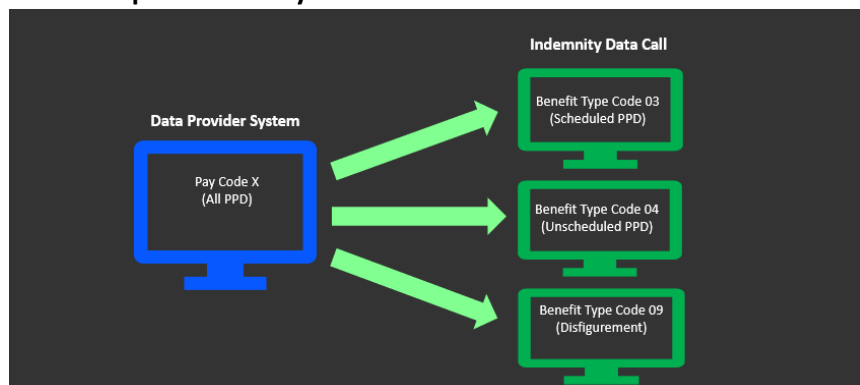 Indemnity Data Call
Data Provider System
Pay Code X
(All PPD)
Benefit Type Code 03
(Scheduled PPD)
Benefit Type Code 04
(Unscheduled PPD)
Benefit Type Code 09
(Disfigurement)